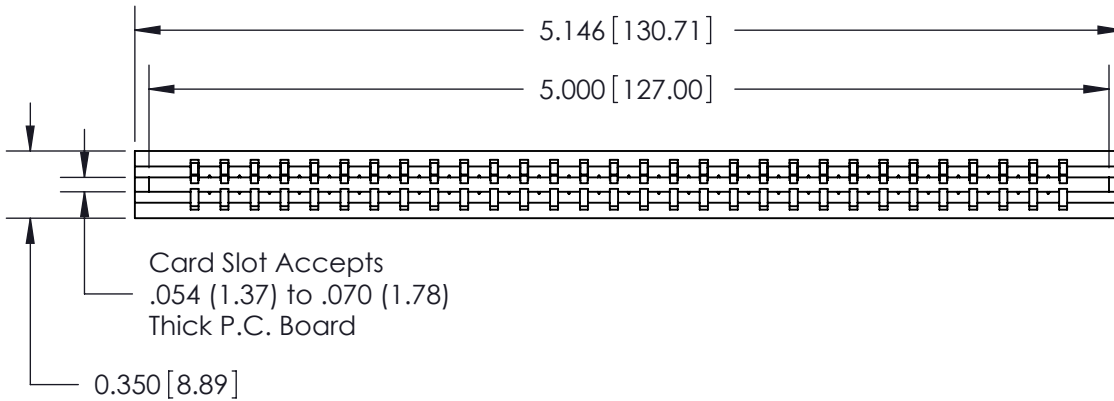 5.146 [130.71]
5.000 [127.00]
Card Slot Accepts
.054 (1.37) to .070 (1.78)
Thick P.C. Board
0.350 [8.89]